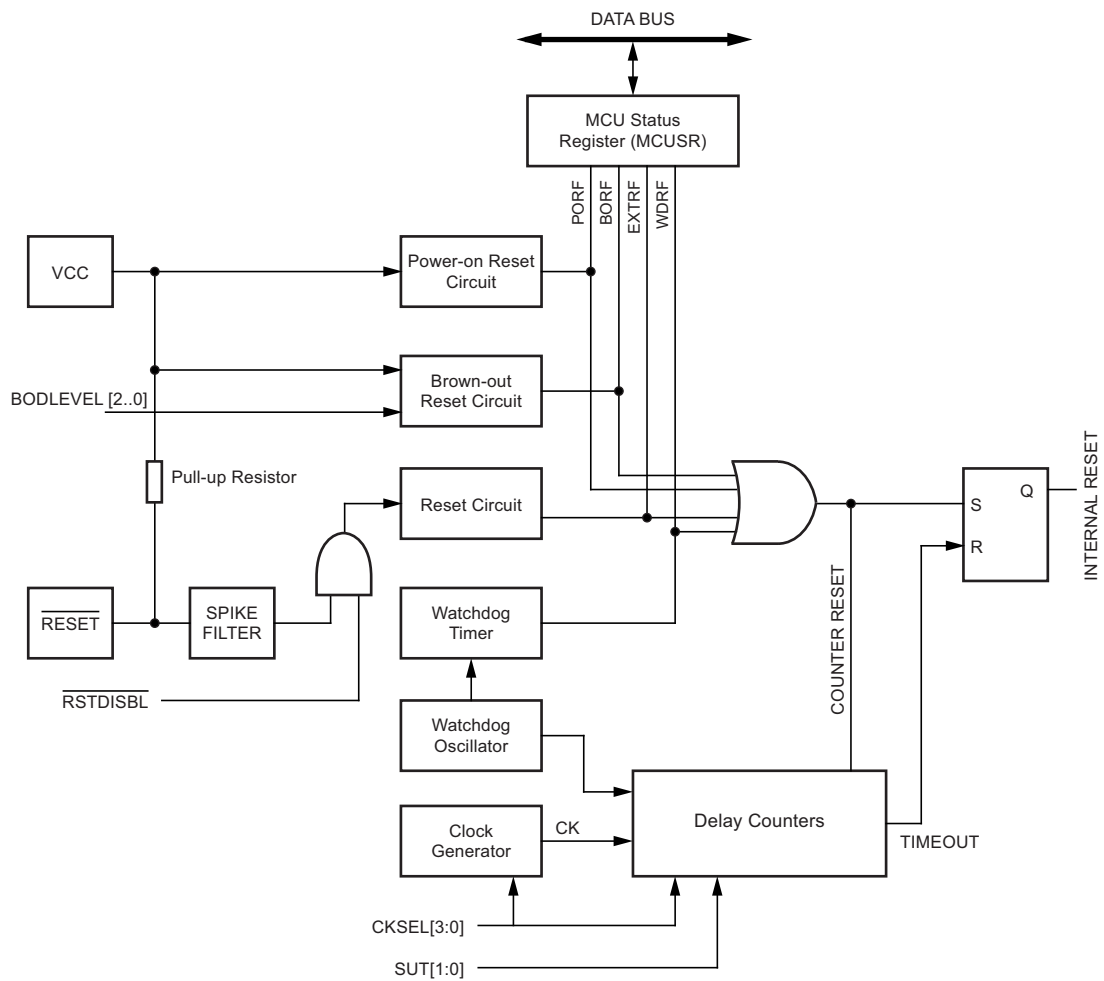 DATA BUS
MCU Status
Register (MCUSR)
PORF
BORF
EXTRF
WDRF
VCC
Power-on Reset
Circuit
Brown-out
Reset Circuit
BODLEVEL [2..0]
Pull-up Resistor
Reset Circuit
S
Q
R
INTERNAL RESET
RESET
SPIKE
FILTER
Watchdog
Timer
COUNTER RESET
RSTDISBL
Watchdog
Oscillator
Clock
Generator
CK
Delay Counters
TIMEOUT
CKSEL[3:0]
SUT[1:0]